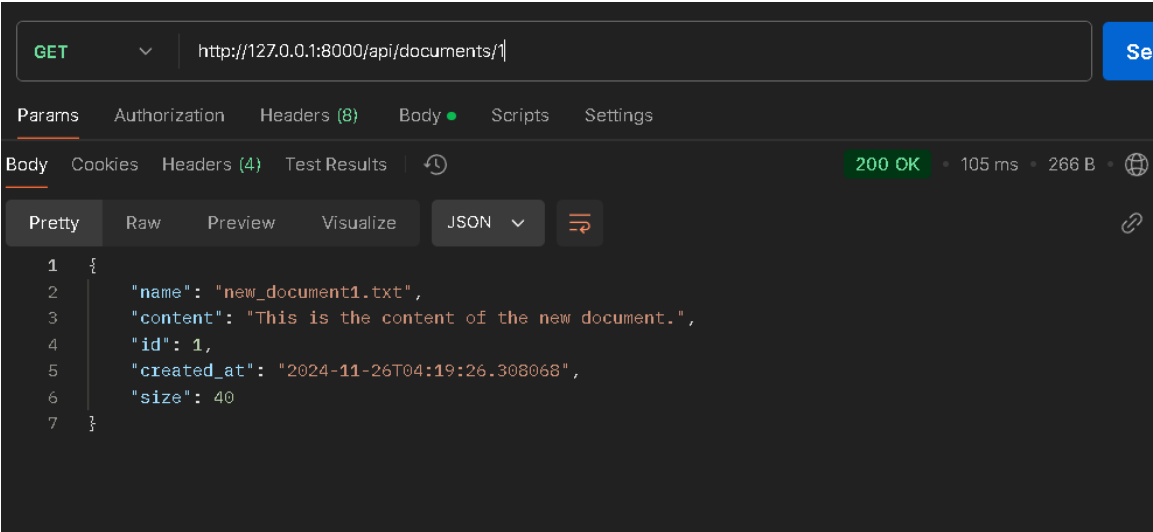 GET http://127.0.0.1:8000/api/documents/1 Se
Params Authorization Headers (8) Body Scripts Settings
Body Cookies Headers (4) Test Results 200 OK 105 ms 266 B
Pretty Raw Preview Visualize JSON
1 {
2 "name": "new_document1.txt",
3 "content": "This is the content of the new document.",
4 "id": 1,
5 "created_at": "2024-11-26T04:19:26.308068",
6 "size": 40
7 }